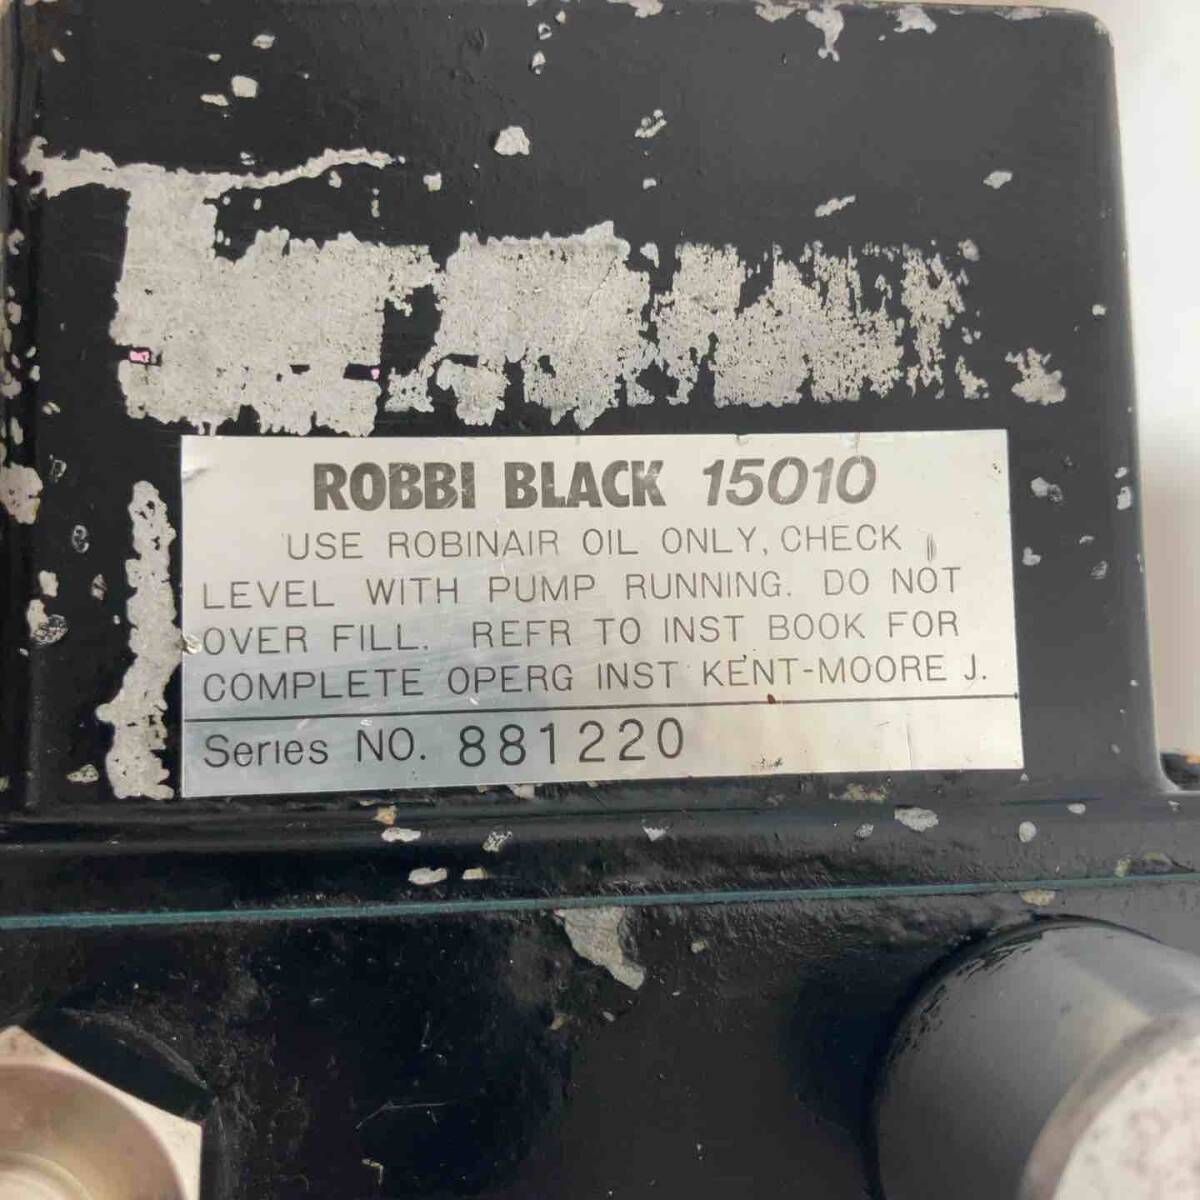 ROBBI BLACK 15010
USE ROBINAIR OIL ONLY, CHECK
LEVEL WITH PUMP RUNNING. DO NOT
OVER FILL. REFR TO INST BOOK FOR
COMPLETE OPERG INST KENT-MOORE J.
Series NO. 881220